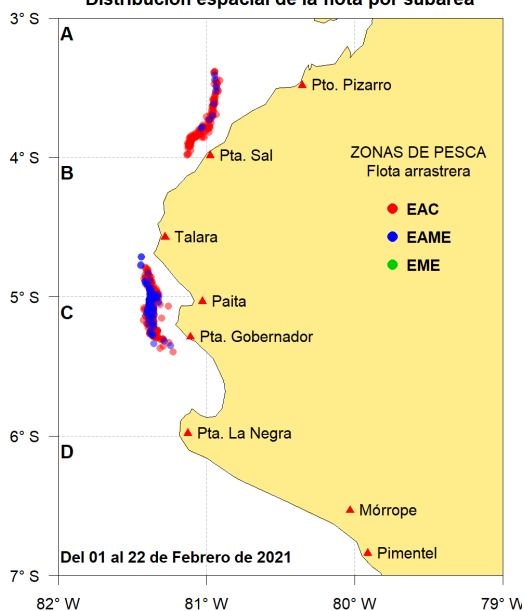 Distribución espacial de la flota por subárea
3° S
A
Pto. Pizarro
ZONAS DE PESCA
Flota arrastrera
4° S
Pta. Sal
B
EAC
Talara
EAME
EME
5° S
Paita
C
Pta. Gobernador
6° S
Pta. La Negra
D
Mórrope
Del 01 al 22 de Febrero de 2021
Pimentel
7° S
82° W
81° W
80° W
79° W